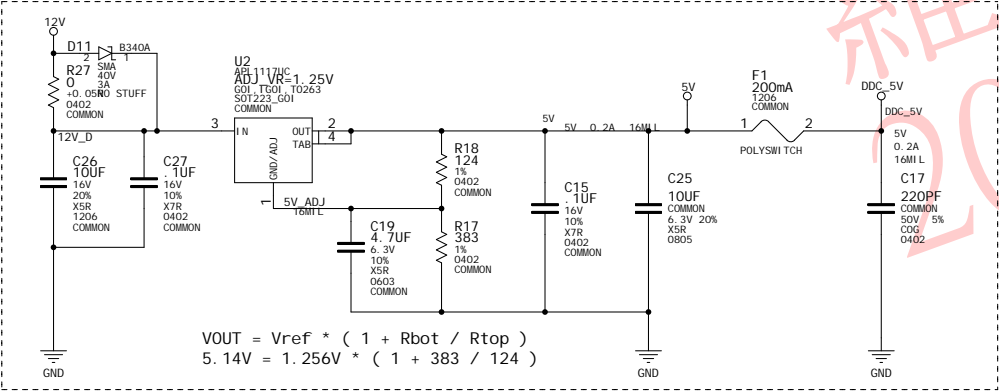 12V
D11
B340A
2
1
SMA
40V
3A
NO STUFF
R27
0
+0.05R
0402
COMMON
12V_D
C26
10UF
16V
20%
X5R
1206
COMMON
C27
.1UF
16V
10%
X7R
0402
COMMON
GND
U2
APL1117UC
ADJ_VR=1.25V
GOI,IGOI,TO263
SOT223_GOI
COMMON
3
IN
OUT
2
TAB
4
GND/ADJ
1
5V_ADJ
16MIL
C19
4.7UF
6.3V
10%
X5R
0603
COMMON
R18
124
1%
0402
COMMON
R17
383
1%
0402
COMMON
5V
5V 0.2A 16MIL
C15
.1UF
16V
10%
X7R
0402
COMMON
C25
10UF
COMMON
6.3V 20%
X5R
0805
GND
5V
F1
200mA
1206
COMMON
1
2
POLYSWITCH
DDC_5V
DDC_5V
5V
0.2A
16MIL
C17
220PF
COMMON
50V 5%
COG
0402
GND
VOUT = Vref * ( 1 + Rbot / Rtop )
5.14V = 1.256V * ( 1 + 383 / 124 )
20